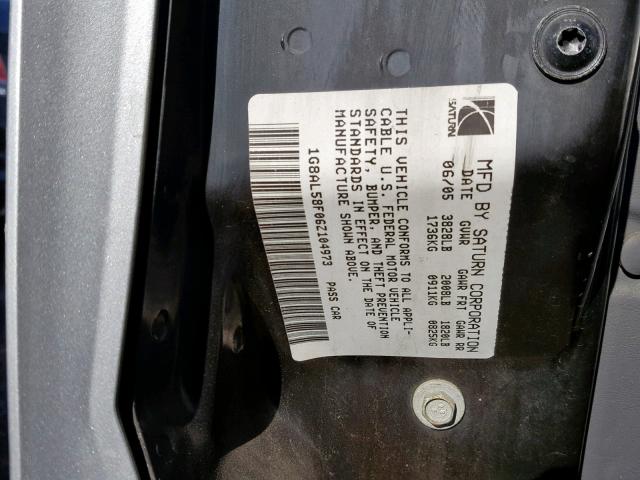 SATURN
MFD BY SATURN CORPORATION
DATE GVWR GAWR FRT GAWR RR
06/05 3828LB 2008LB 1820LB
1736KG 0911KG 0825KG
THIS VEHICLE CONFORMS TO ALL APPLI-
CABLE U.S. FEDERAL MOTOR VEHICLE
SAFETY, BUMPER, AND THEFT PREVENTION
STANDARDS IN EFFECT ON THE DATE OF
MANUFACTURE SHOWN ABOVE.
1G8AL58F06Z104973 PASS CAR